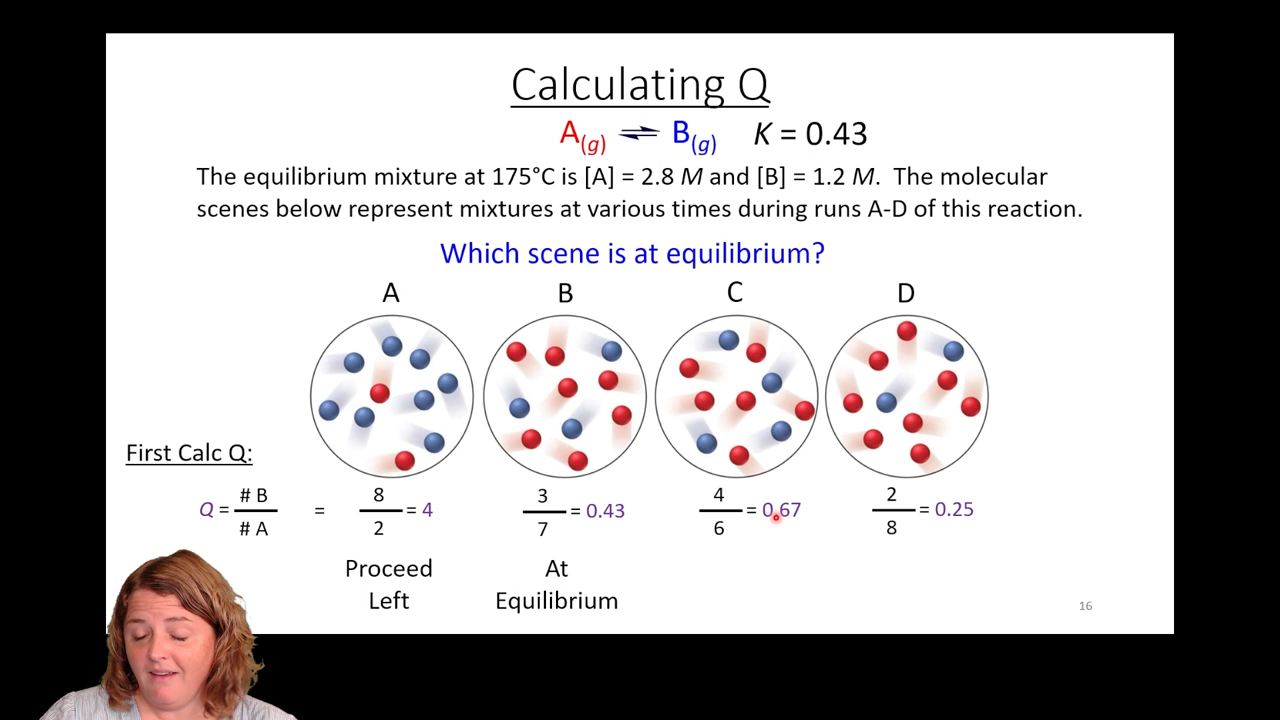 Calculating Q
A(g) ⇌ B(g) K = 0.43
The equilibrium mixture at 175°C is [A] = 2.8 M and [B] = 1.2 M. The molecular
scenes below represent mixtures at various times during runs A-D of this reaction.
Which scene is at equilibrium?
A B C D
First Calc Q:
Q = # B / # A = 8 / 2 = 4 3 / 7 = 0.43 4 / 6 = 0.67 2 / 8 = 0.25
Proceed At
Left Equilibrium
16